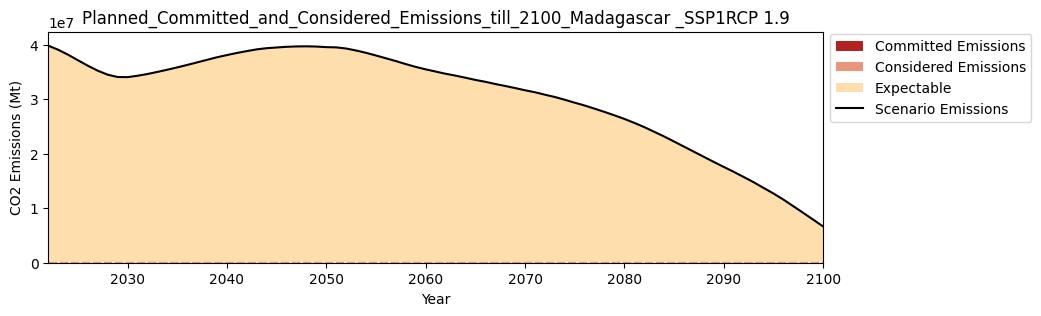 Planned_Committed_and_Considered_Emissions_till_2100_Madagascar _SSP1RCP 1.9
1e7
4
3
2
1
0
CO2 Emissions (Mt)
2030 2040 2050 2060 2070 2080 2090 2100
Year
Committed Emissions
Considered Emissions
Expectable
Scenario Emissions